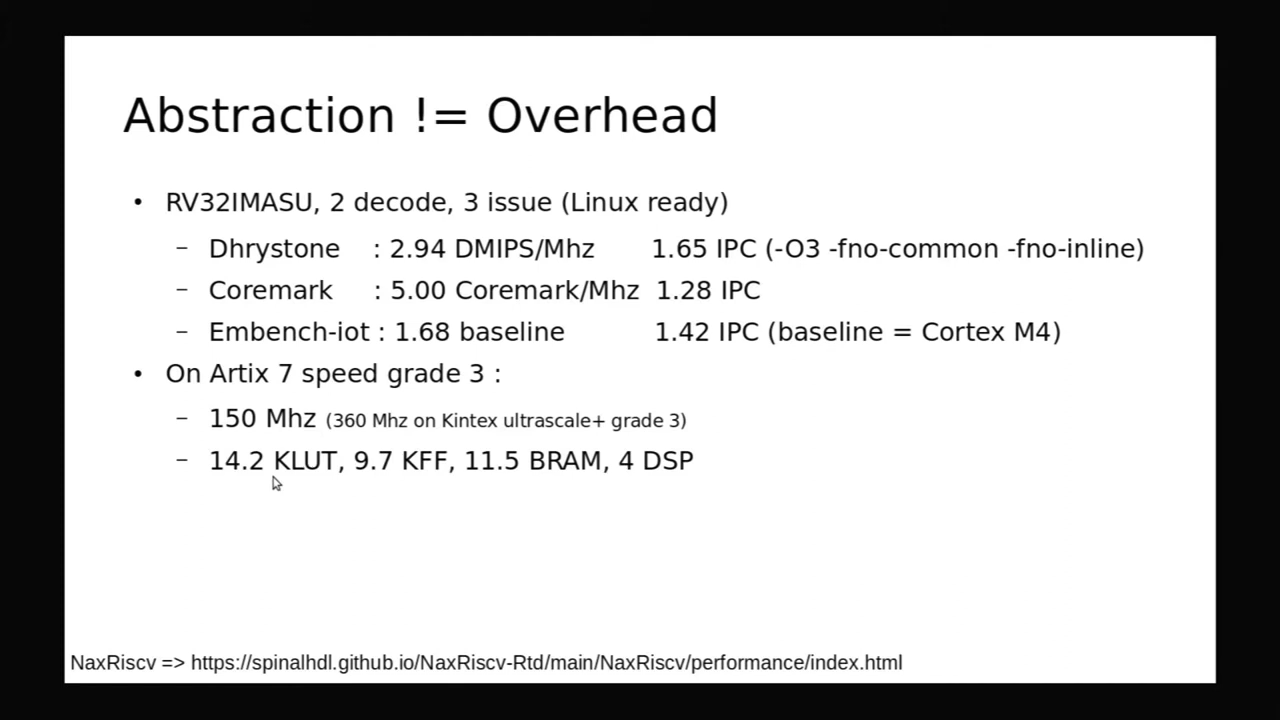 Abstraction != Overhead
• RV32IMASU, 2 decode, 3 issue (Linux ready)
– Dhrystone : 2.94 DMIPS/Mhz 1.65 IPC (-O3 -fno-common -fno-inline)
– Coremark : 5.00 Coremark/Mhz 1.28 IPC
– Embench-iot : 1.68 baseline 1.42 IPC (baseline = Cortex M4)
• On Artix 7 speed grade 3 :
– 150 Mhz (360 Mhz on Kintex ultrascale+ grade 3)
– 14.2 KLUT, 9.7 KFF, 11.5 BRAM, 4 DSP
NaxRiscv => https://spinalhdl.github.io/NaxRiscv-Rtd/main/NaxRiscv/performance/index.html